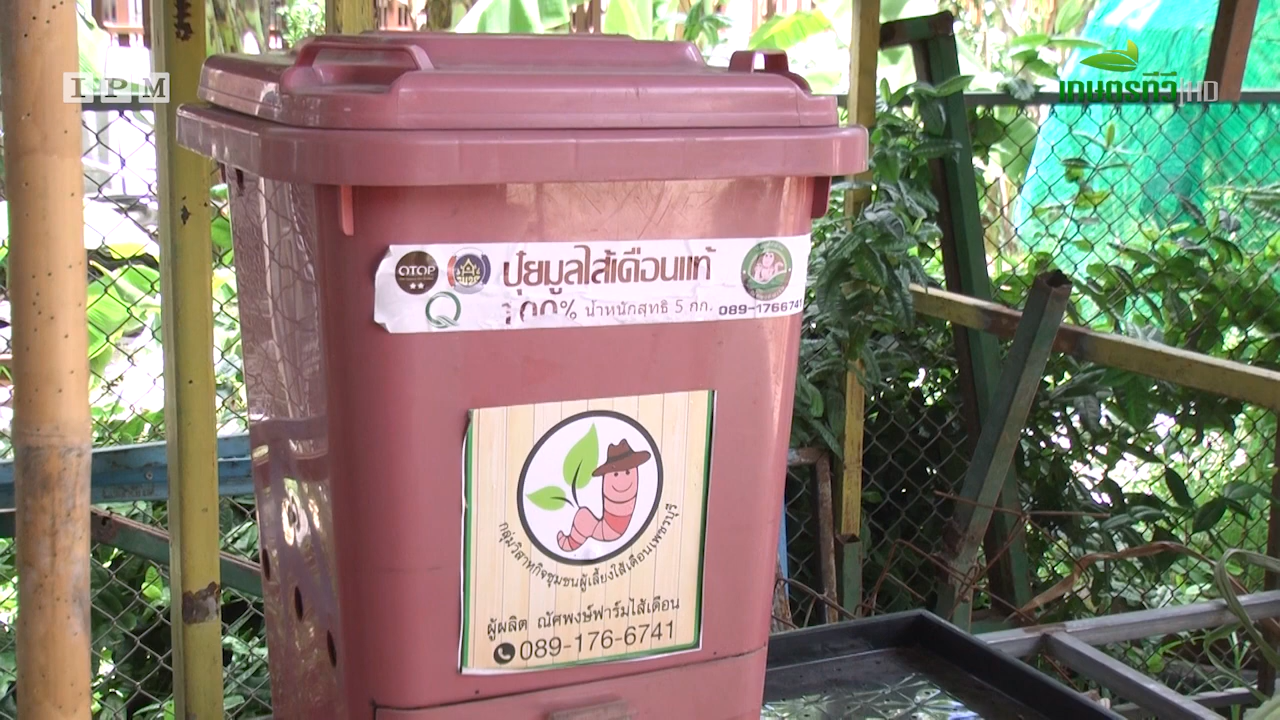 IPM
เกษตรทีวี HD
OTOP
ปุ๋ยมูลไส้เดือนแท้
100% น้ำหนักสุทธิ 5 กก. 089-1766741
Q
กลุ่มวิสาหกิจชุมชนผู้เลี้ยงไส้เดือนเพชรบุรี
ผู้ผลิต ณัศพงษ์ฟาร์มไส้เดือน
089-176-6741